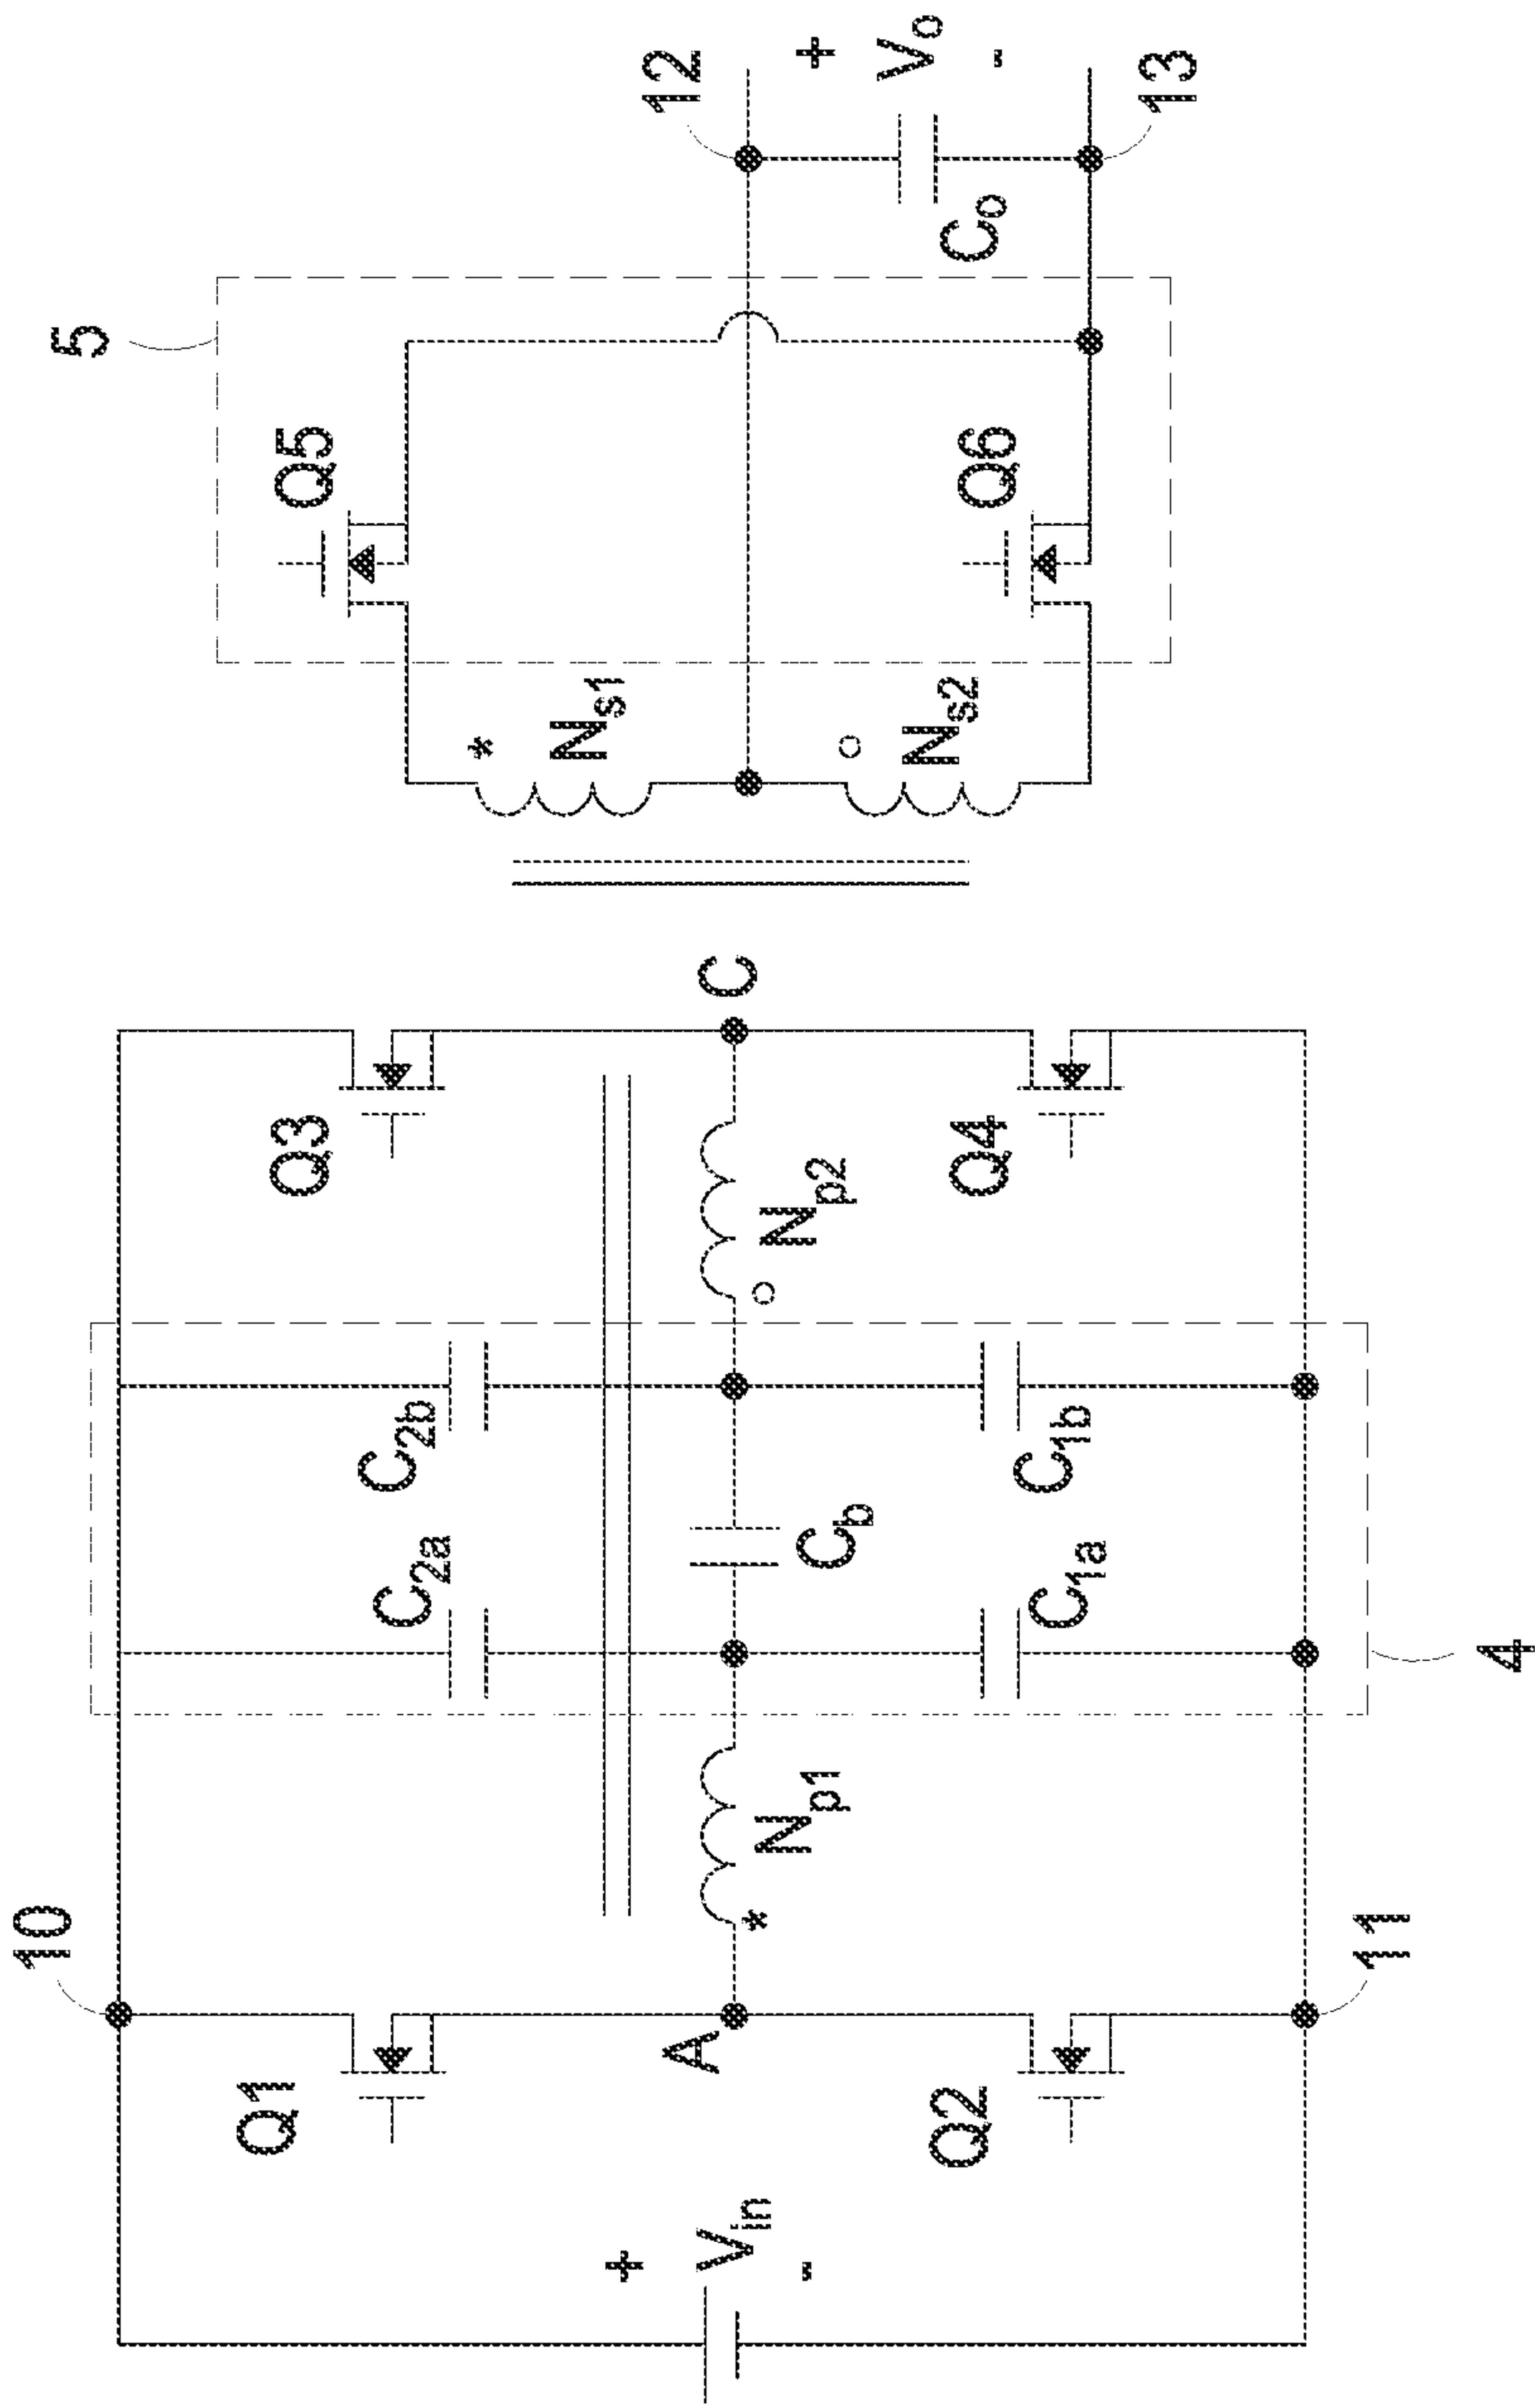 10
5
Q1
C2a
C2b
Q3
Q5
12
+
Vin
-
A
*
Np1
Cb
Np2
C
*
Ns1
Ns2
+
Vo
-
Co
Q2
C1a
C1b
Q4
Q6
13
11
4